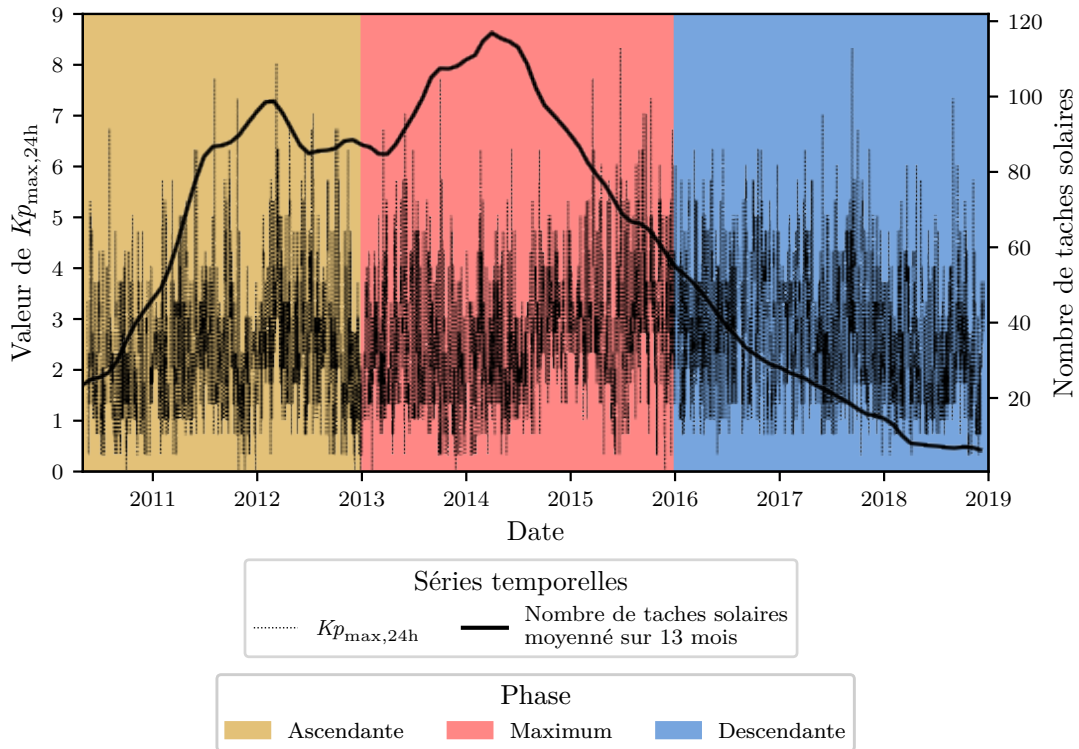 9
8
7
6
5
4
3
2
1
0
Valeur de Kp_max,24h
120
100
80
60
40
20
Nombre de taches solaires
2011 2012 2013 2014 2015 2016 2017 2018 2019
Date
Séries temporelles
Kp_max,24h
Nombre de taches solaires
moyenné sur 13 mois
Phase
Ascendante Maximum Descendante